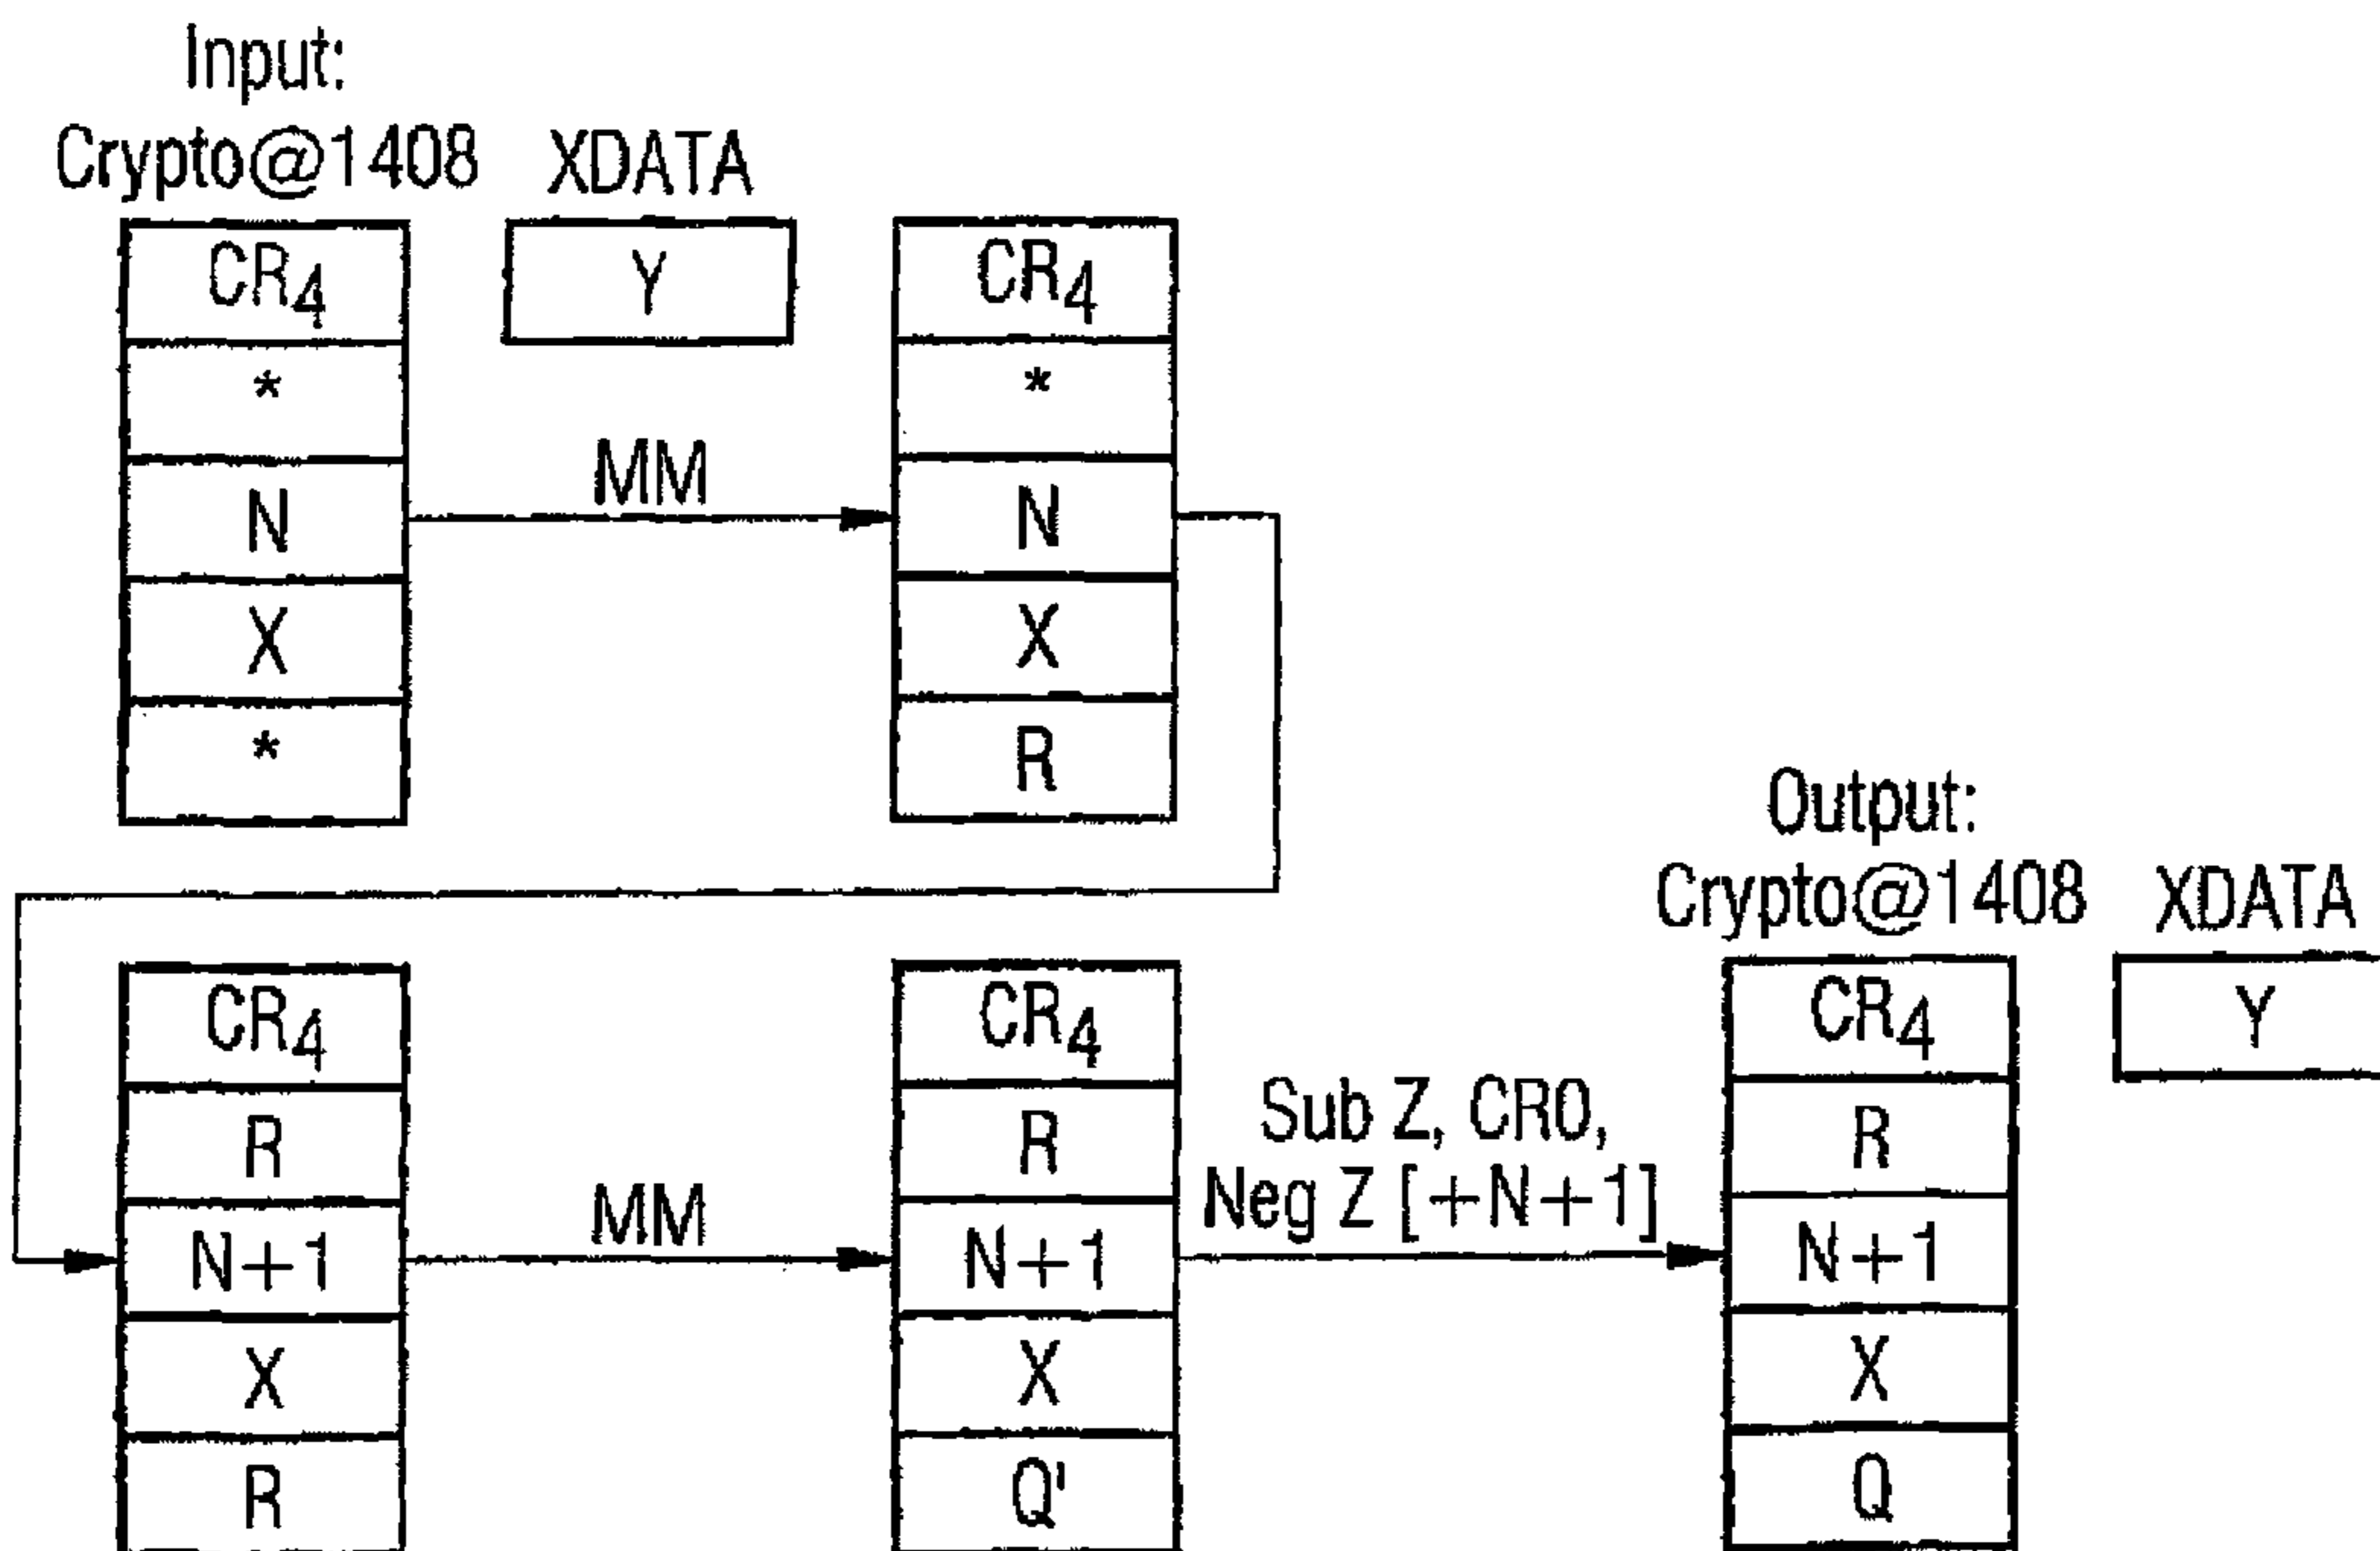 Input:
Crypto@1408 XDATA
CR4
*
N
X
*
Y
MM
CR4
*
N
X
R
CR4
R
N+1
X
R
MM
CR4
R
N+1
X
Q'
Sub Z, CR0,
Neg Z [+N+1]
Output:
Crypto@1408 XDATA
CR4
R
N+1
X
Q
Y